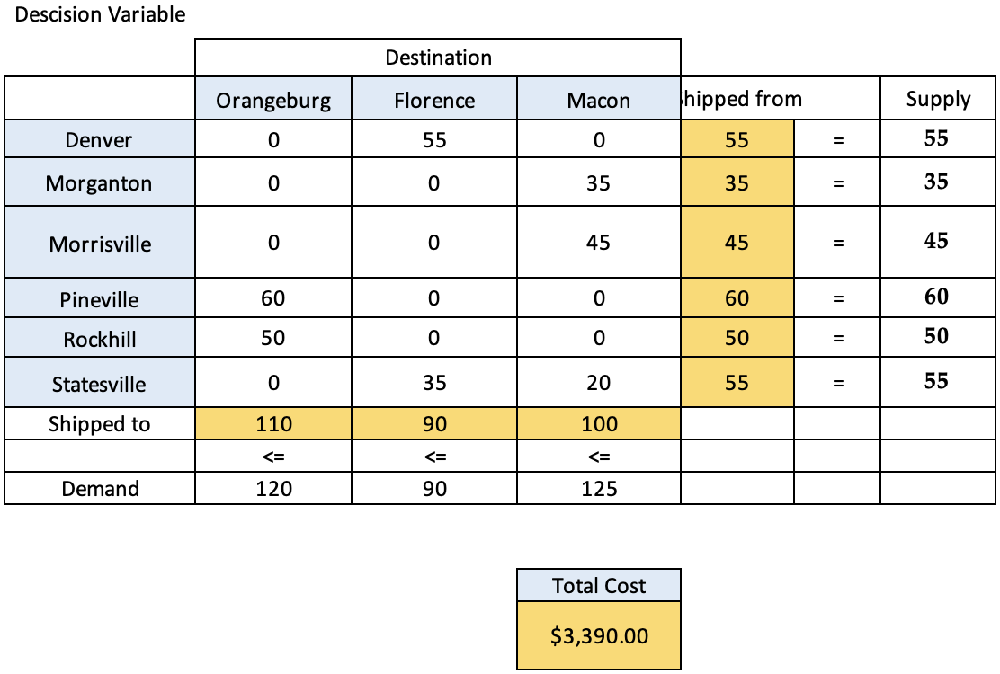 Descision Variable
Destination
Orangeburg Florence Macon hipped from Supply
Denver 0 55 0 55 = 55
Morganton 0 0 35 35 = 35
Morrisville 0 0 45 45 = 45
Pineville 60 0 0 60 = 60
Rockhill 50 0 0 50 = 50
Statesville 0 35 20 55 = 55
Shipped to 110 90 100
<= <= <=
Demand 120 90 125
Total Cost
$3,390.00